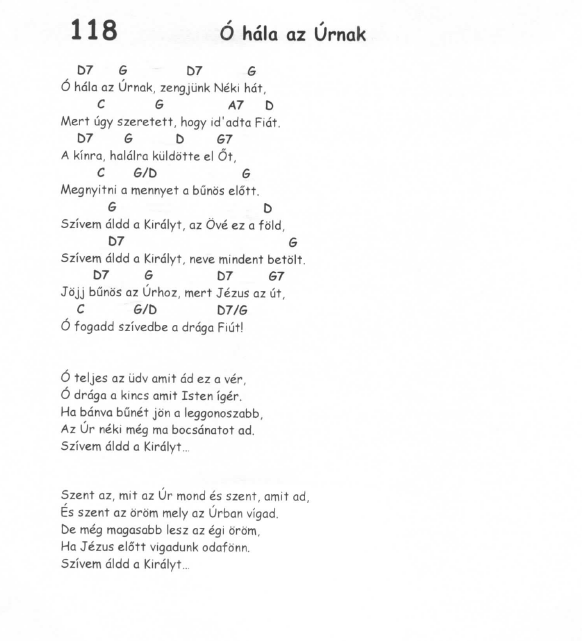 118 Ó hála az Úrnak
D7 G D7 G
Ó hála az Úrnak, zengjünk Néki hát,
C G A7 D
Mert úgy szeretett, hogy id'adta Fiát.
D7 G D G7
A kínra, halálra küldötte el Őt,
C G/D G
Megnyitni a mennyet a bűnös előtt.
G D
Szívem áldd a Királyt, az Övé ez a föld,
D7 G
Szívem áldd a Királyt, neve mindent betölt.
D7 G D7 G7
Jöjj bűnös az Úrhoz, mert Jézus az út,
C G/D D7/G
Ó fogadd szívedbe a drága Fiút!
Ó teljes az üdv amit ád ez a vér,
Ó drága a kincs amit Isten ígér.
Ha bánva bűnét jön a leggonoszabb,
Az Úr néki még ma bocsánatot ad.
Szívem áldd a Királyt...
Szent az, mit az Úr mond és szent, amit ad,
És szent az öröm mely az Úrban vígad.
De még magasabb lesz az égi öröm,
Ha Jézus előtt vigadunk odafönn.
Szívem áldd a Királyt...